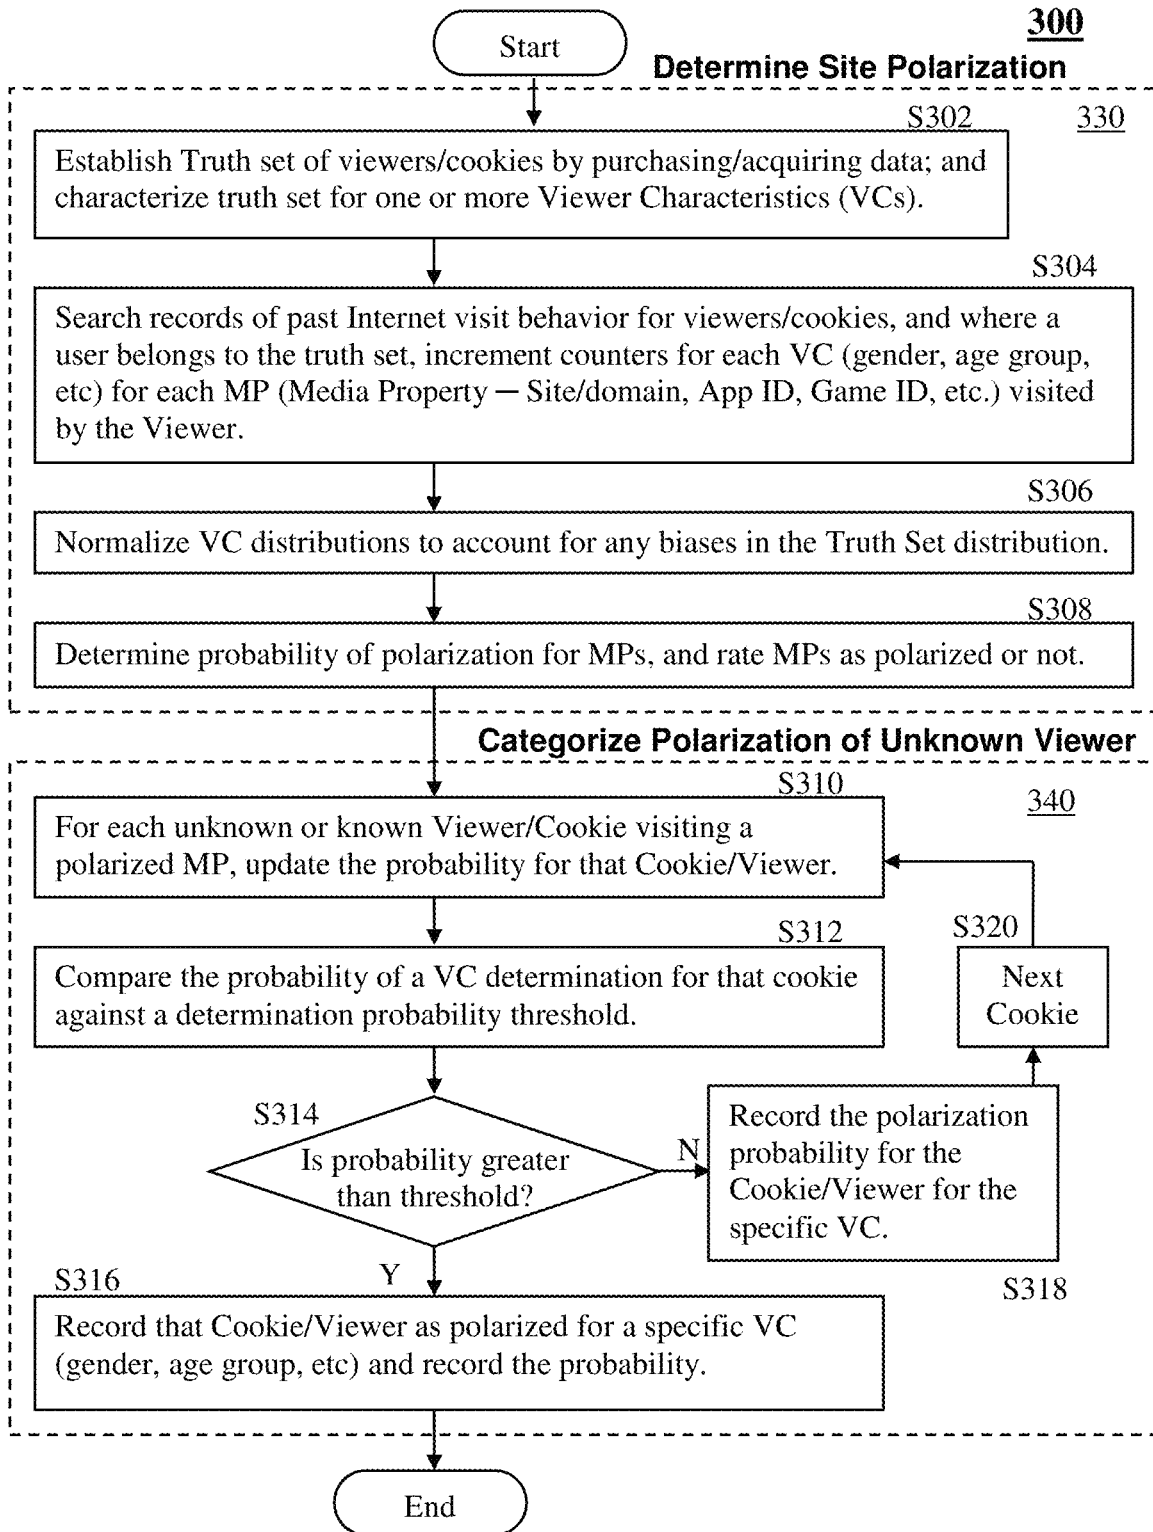 300
Start
Determine Site Polarization
S302
330
Establish Truth set of viewers/cookies by purchasing/acquiring data; and
characterize truth set for one or more Viewer Characteristics (VCs).
S304
Search records of past Internet visit behavior for viewers/cookies, and where a
user belongs to the truth set, increment counters for each VC (gender, age group,
etc) for each MP (Media Property — Site/domain, App ID, Game ID, etc.) visited
by the Viewer.
S306
Normalize VC distributions to account for any biases in the Truth Set distribution.
S308
Determine probability of polarization for MPs, and rate MPs as polarized or not.
Categorize Polarization of Unknown Viewer
S310
340
For each unknown or known Viewer/Cookie visiting a
polarized MP, update the probability for that Cookie/Viewer.
S312
Compare the probability of a VC determination for that cookie
against a determination probability threshold.
S320
Next
Cookie
S314
Is probability greater
than threshold?
N
Record the polarization
probability for the
Cookie/Viewer for the
specific VC.
S318
Y
S316
Record that Cookie/Viewer as polarized for a specific VC
(gender, age group, etc) and record the probability.
End